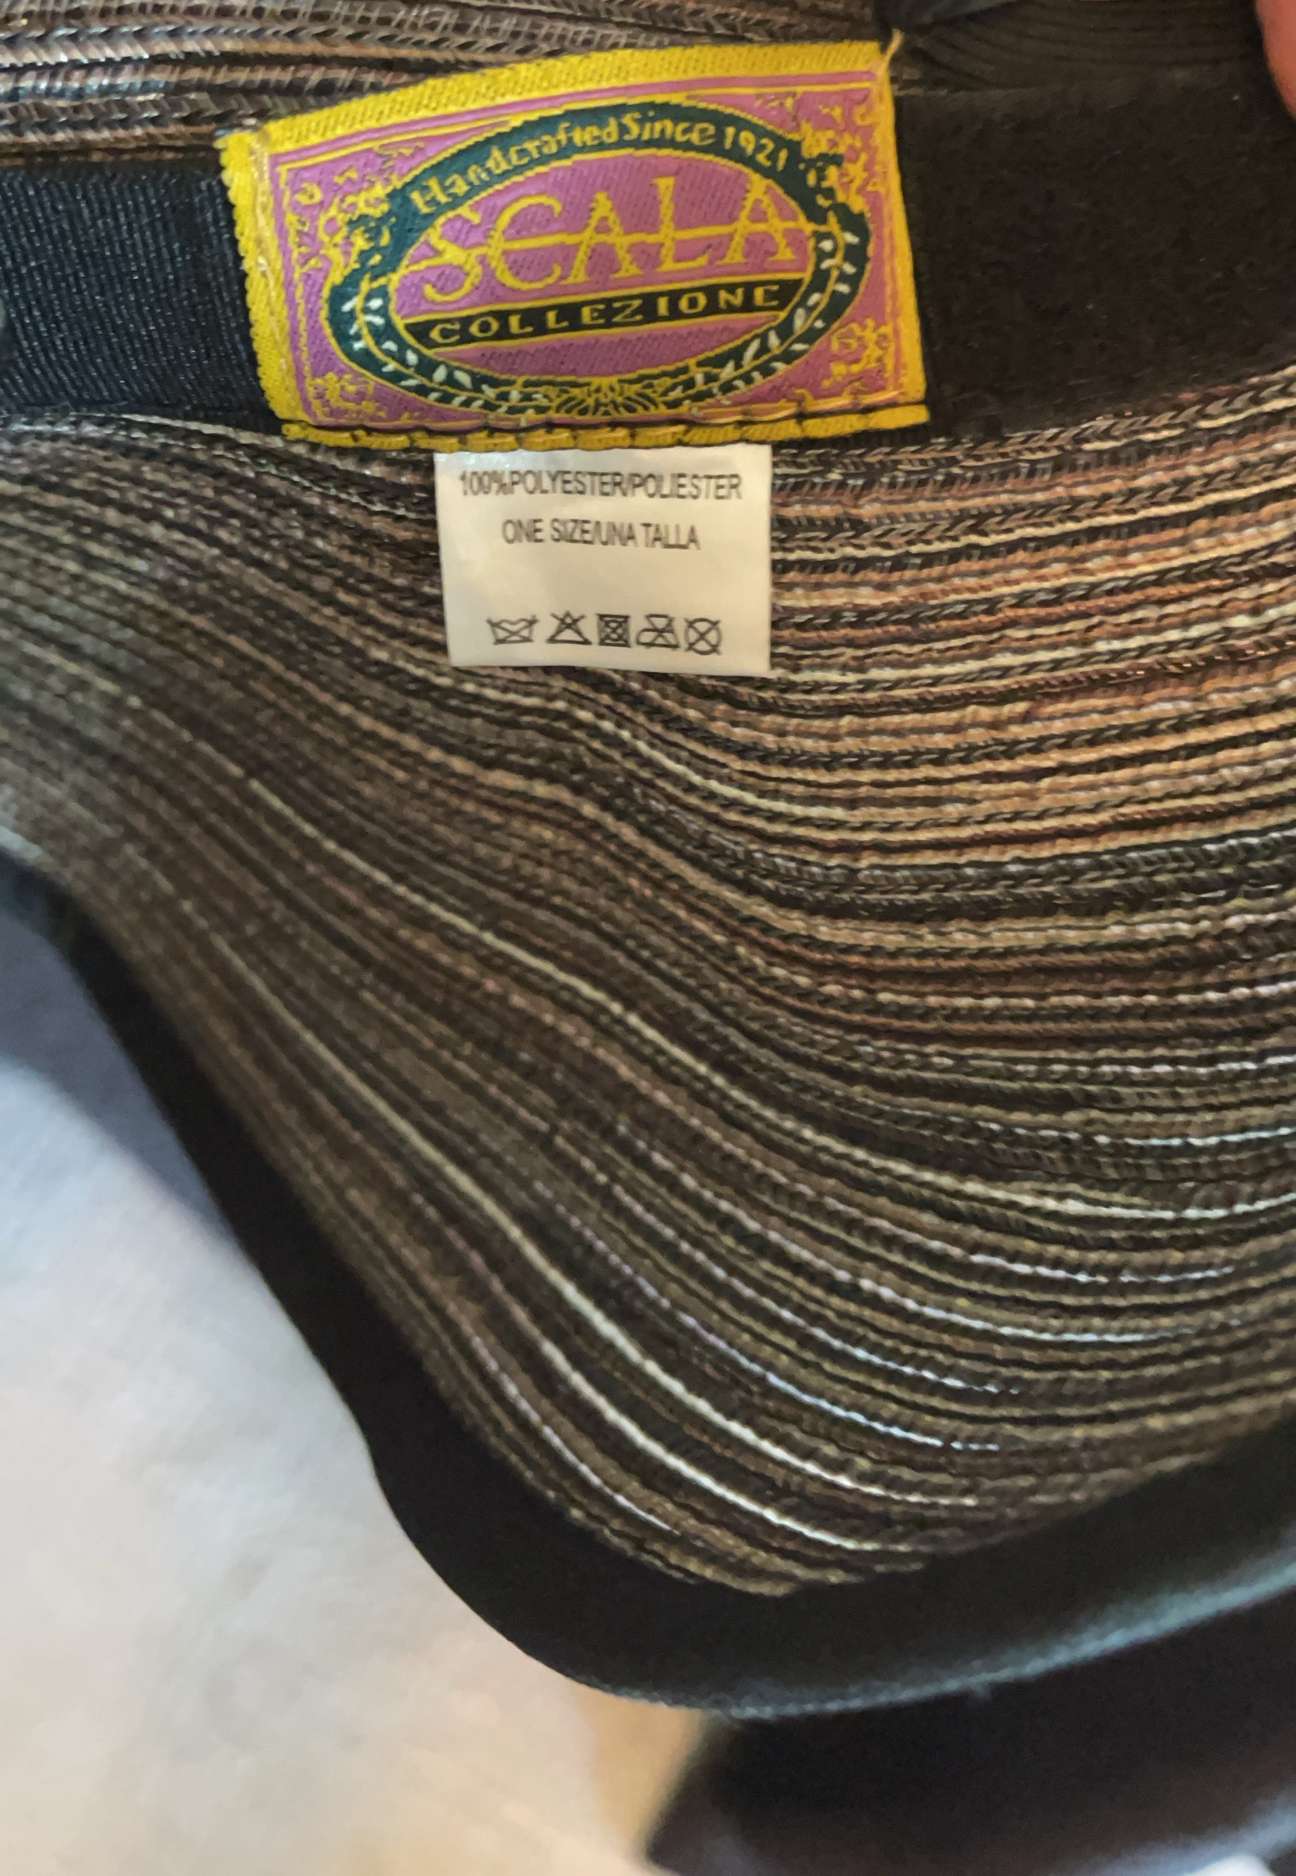 Handcrafted Since 1921
SCALA
COLLEZIONE
100%POLYESTER/POLIESTER
ONE SIZE/UNA TALLA